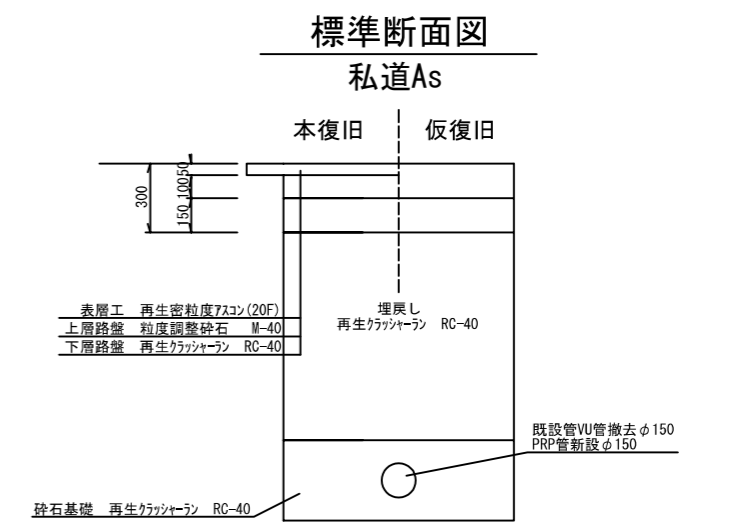 標準断面図
私道As
本復旧
仮復旧
50
100
150
300
表層工 再生密粒度アスコン(20F)
上層路盤 粒度調整砕石 M-40
下層路盤 再生クラッシャーラン RC-40
埋戻し
再生クラッシャーラン RC-40
既設管VU管撤去φ150
PRP管新設φ150
砕石基礎 再生クラッシャーラン RC-40